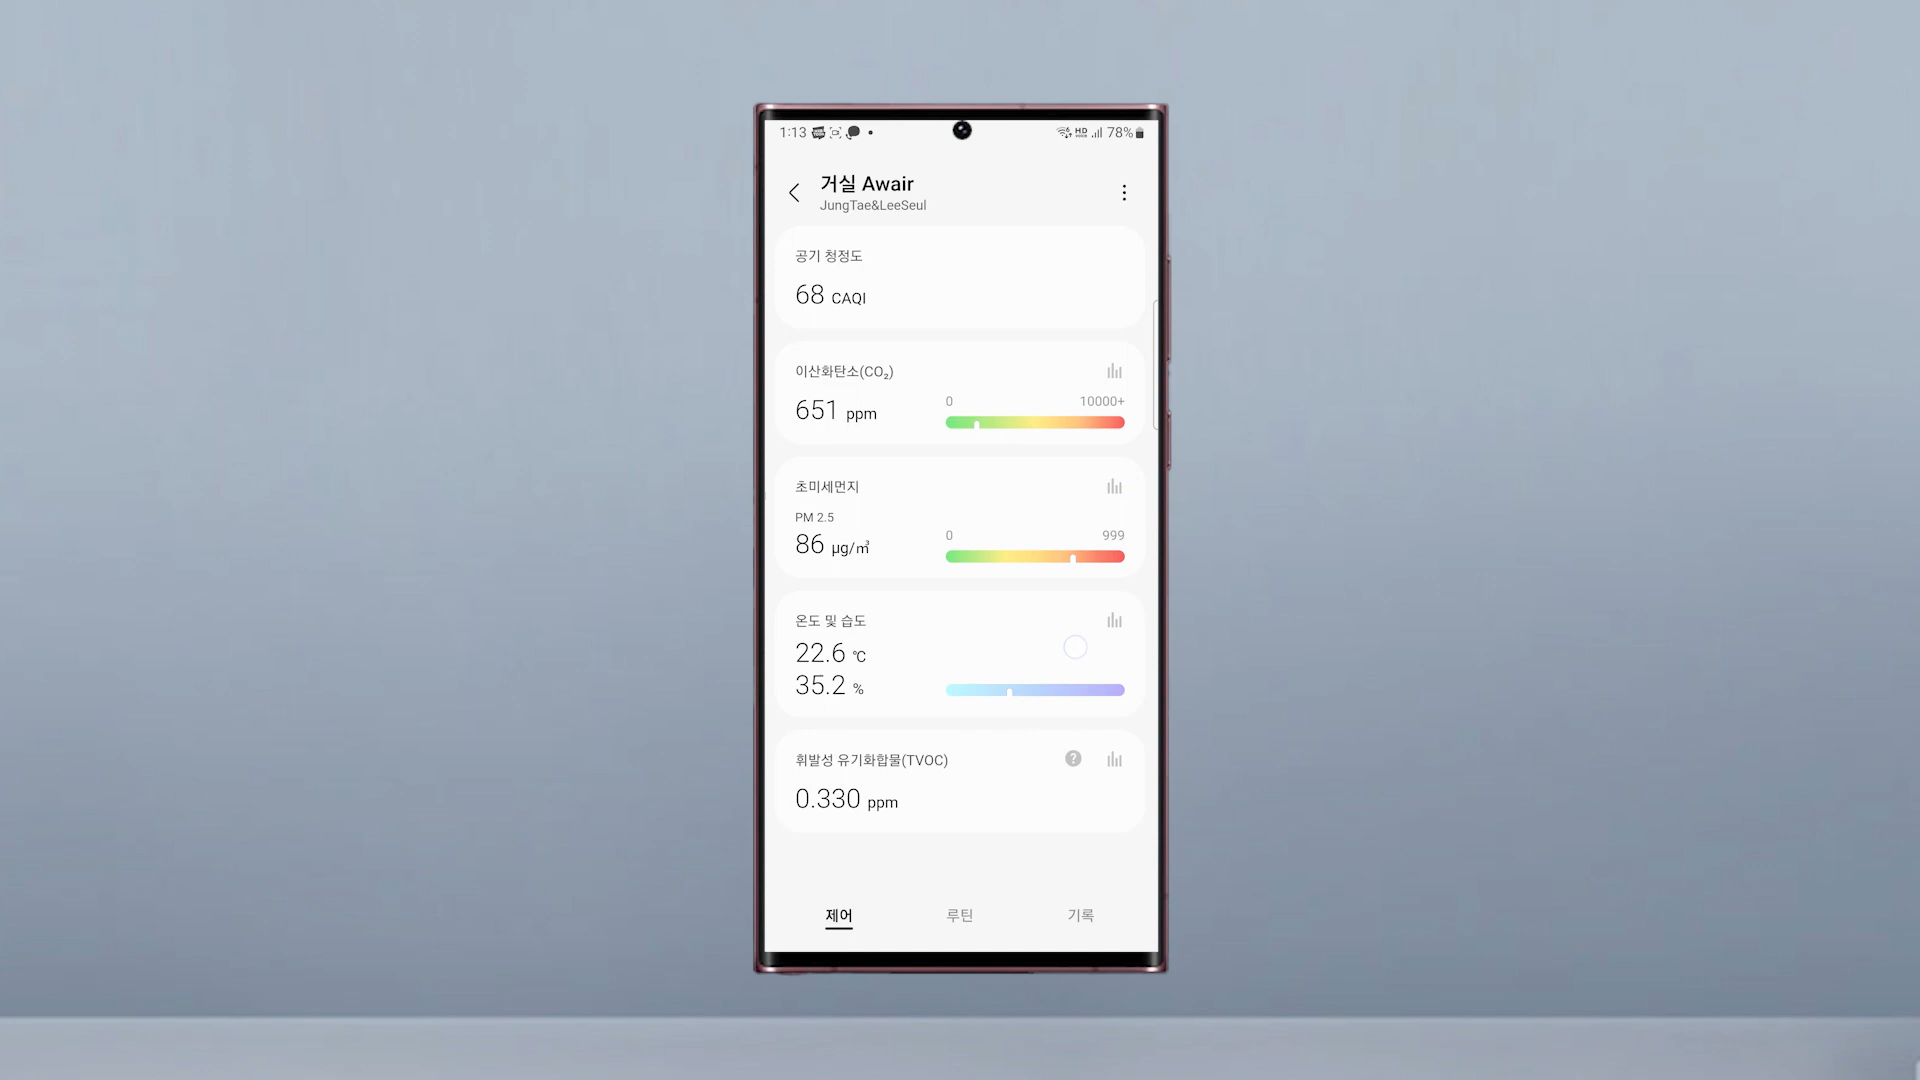 1:13
HD
78%
거실 Awair
JungTae&LeeSeul
공기 청정도
68 CAQI
이산화탄소(CO₂)
651 ppm
0 10000+
초미세먼지
PM 2.5
86 μg/㎥
0 999
온도 및 습도
22.6 ℃
35.2 %
휘발성 유기화합물(TVOC)
?
0.330 ppm
제어 루틴 기록